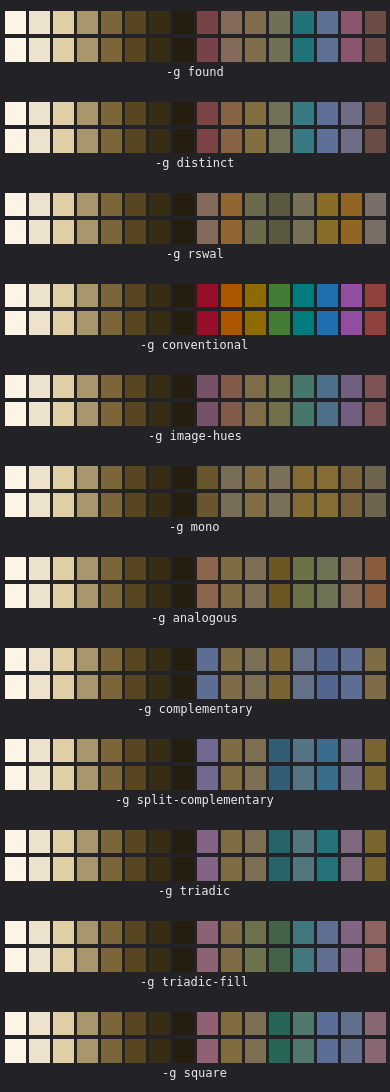 -g found
-g distinct
-g rswal
-g conventional
-g image-hues
-g mono
-g analogous
-g complementary
-g split-complementary
-g triadic
-g triadic-fill
-g square